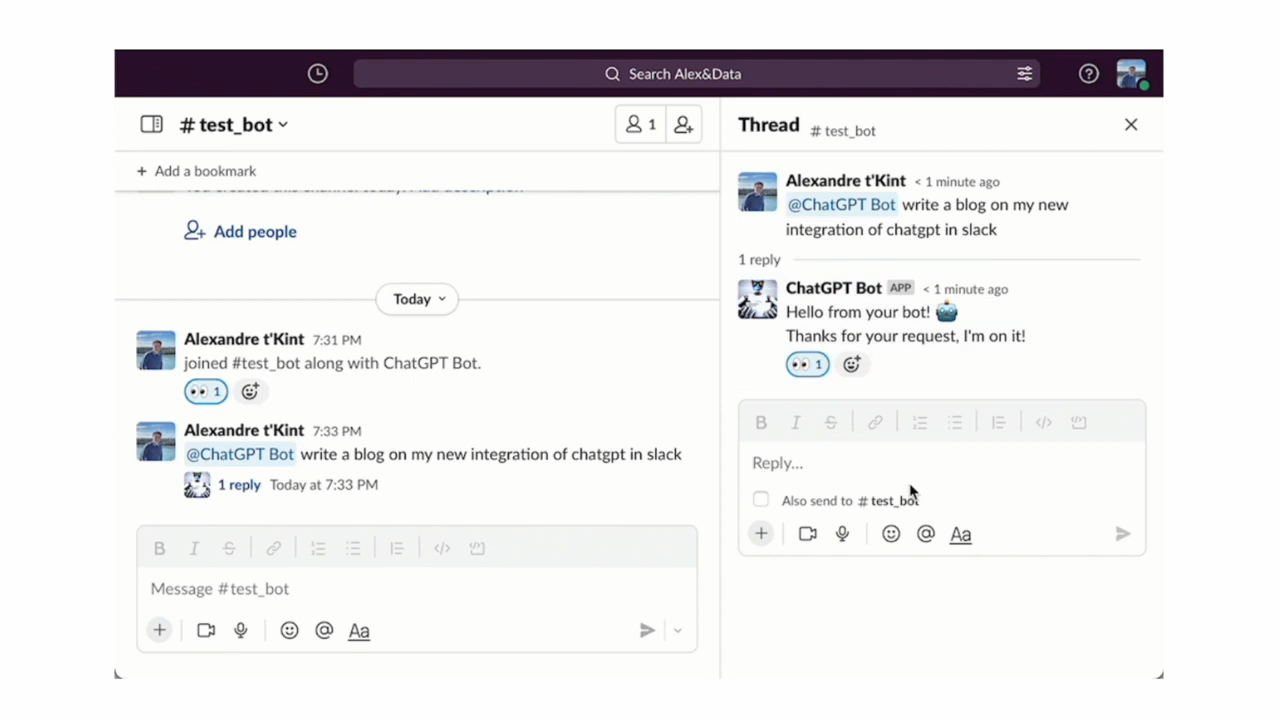 Search Alex&Data
# test_bot
1
+ Add a bookmark
Add people
Today
Alexandre t'Kint 7:31 PM
joined #test_bot along with ChatGPT Bot.
1
Alexandre t'Kint 7:33 PM
@ChatGPT Bot write a blog on my new integration of chatgpt in slack
1 reply Today at 7:33 PM
B I S
Message #test_bot
+ @ Aa
Thread # test_bot
Alexandre t'Kint < 1 minute ago
@ChatGPT Bot write a blog on my new
integration of chatgpt in slack
1 reply
ChatGPT Bot APP < 1 minute ago
Hello from your bot!
Thanks for your request, I'm on it!
1
B I S
Reply...
Also send to # test_bot
+ @ Aa